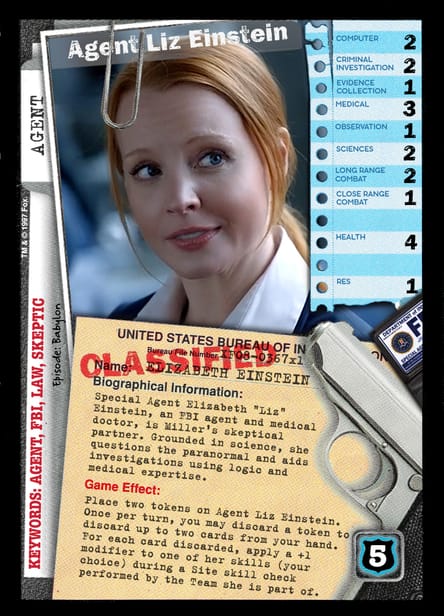 Agent Liz Einstein
AGENT
TM & © 1997 Fox.
KEYWORDS: AGENT, FBI, LAW, SKEPTIC
Episode: Babylon
COMPUTER 2
CRIMINAL
INVESTIGATION 2
EVIDENCE
COLLECTION 1
MEDICAL 3
OBSERVATION 1
SCIENCES 2
LONG RANGE
COMBAT 2
CLOSE RANGE
COMBAT 1
HEALTH 4
RES 1
UNITED STATES BUREAU OF IN
Bureau File Number IF08-0367x1
CLASSIFIED
Name: ELIZABETH EINSTEIN
Biographical Information:
Special Agent Elizabeth "Liz"
Einstein, an FBI agent and medical
doctor, is Miller's skeptical
partner. Grounded in science, she
questions the paranormal and aids
investigations using logic and
medical expertise.
Game Effect:
Place two tokens on Agent Liz Einstein.
Once per turn, you may discard a token to
discard up to two cards from your hand.
For each card discarded, apply a +1
modifier to one of her skills (your
choice) during a Site skill check
performed by the Team she is part of.
5